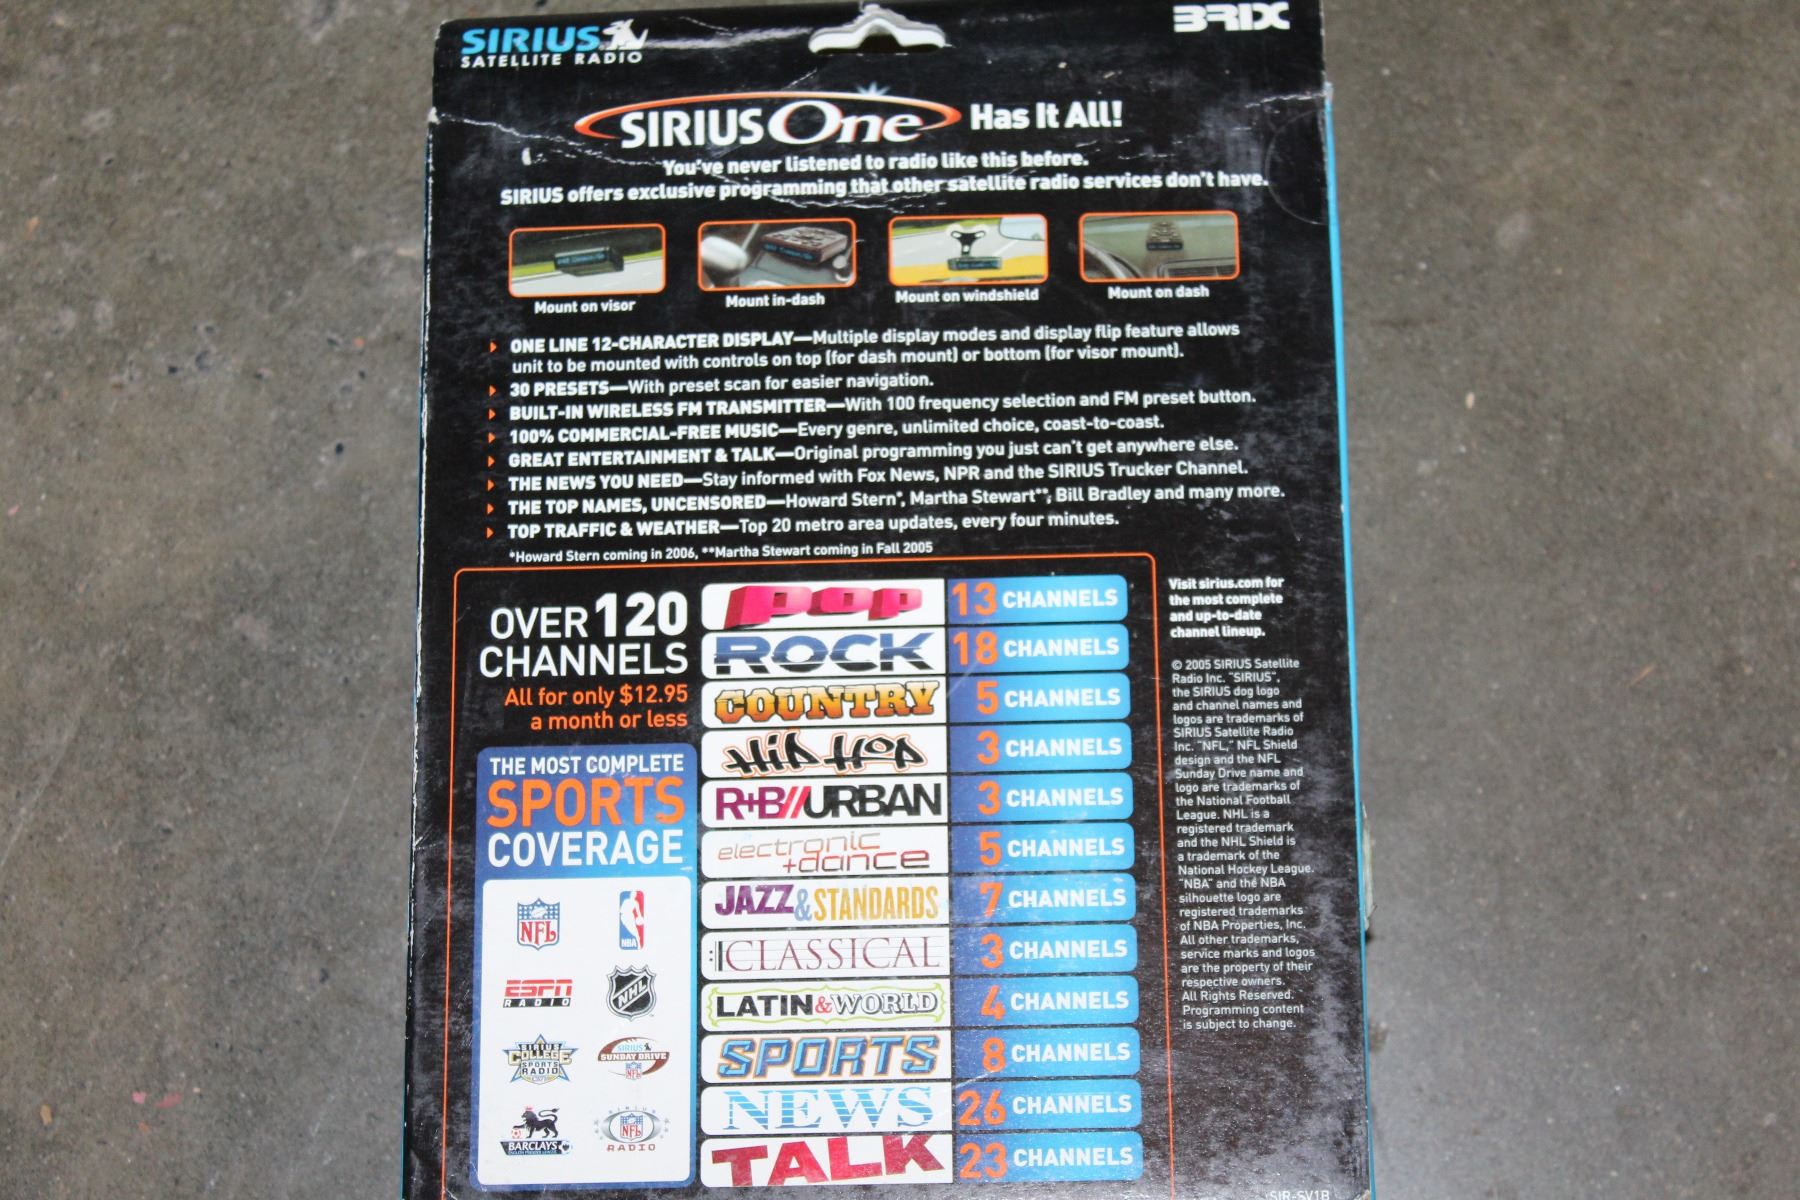 SIRIUS
SATELLITE RADIO
BRIX
SIRIUS One Has It All!
You've never listened to radio like this before.
SIRIUS offers exclusive programming that other satellite radio services don't have.
Mount on visor
Mount in-dash
Mount on windshield
Mount on dash
ONE LINE 12-CHARACTER DISPLAY—Multiple display modes and display flip feature allows
unit to be mounted with controls on top (for dash mount) or bottom (for visor mount).
30 PRESETS—With preset scan for easier navigation.
BUILT-IN WIRELESS FM TRANSMITTER—With 100 frequency selection and FM preset button.
100% COMMERCIAL-FREE MUSIC—Every genre, unlimited choice, coast-to-coast.
GREAT ENTERTAINMENT & TALK—Original programming you just can't get anywhere else.
THE NEWS YOU NEED—Stay informed with Fox News, NPR and the SIRIUS Trucker Channel.
THE TOP NAMES, UNCENSORED—Howard Stern*, Martha Stewart**, Bill Bradley and many more.
TOP TRAFFIC & WEATHER—Top 20 metro area updates, every four minutes.
*Howard Stern coming in 2006, **Martha Stewart coming in Fall 2005
OVER 120
CHANNELS
All for only $12.95
a month or less
THE MOST COMPLETE
SPORTS
COVERAGE
NFL
NBA
ESPN
RADIO
NHL
SIRIUS
COLLEGE
SPORTS
RADIO
SIRIUS
SUNDAY DRIVE
NFL
BARCLAYS
SIRIUS
NFL
RADIO
pop 13 CHANNELS
ROCK 18 CHANNELS
COUNTRY 5 CHANNELS
HIP HOP 3 CHANNELS
R+B//URBAN 3 CHANNELS
electronic
+dance 5 CHANNELS
JAZZ & STANDARDS 7 CHANNELS
CLASSICAL 3 CHANNELS
LATIN & WORLD 4 CHANNELS
SPORTS 8 CHANNELS
NEWS 26 CHANNELS
TALK 23 CHANNELS
Visit sirius.com for
the most complete
and up-to-date
channel lineup.
© 2005 SIRIUS Satellite
Radio Inc. "SIRIUS",
the SIRIUS dog logo
and channel names and
logos are trademarks of
SIRIUS Satellite Radio
Inc. "NFL," NFL Shield
design and the NFL
Sunday Drive name and
logo are trademarks of
the National Football
League. NHL is a
registered trademark
and the NHL Shield is
a trademark of the
National Hockey League.
"NBA" and the NBA
silhouette logo are
registered trademarks
of NBA Properties, Inc.
All other trademarks,
service marks and logos
are the property of their
respective owners.
All Rights Reserved.
Programming content
is subject to change.
SIR-SV1B